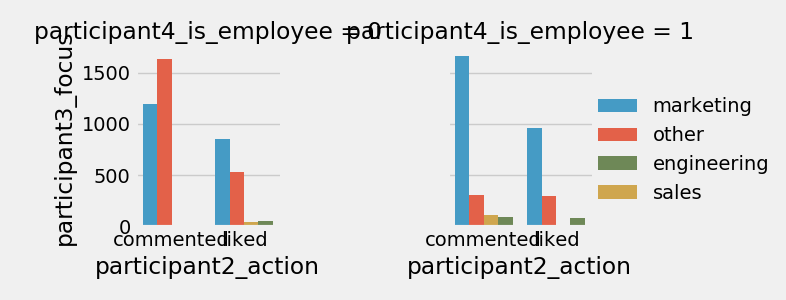 participant4_is_employee = 0
participant4_is_employee = 1
participant3_focus
1500
1000
500
0
commented
liked
commented
liked
participant2_action
participant2_action
marketing
other
engineering
sales